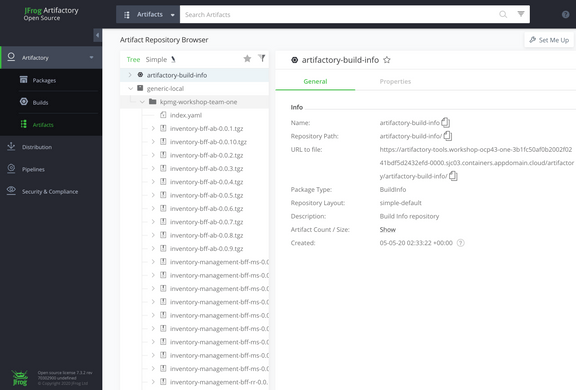 JFrog Artifactory
Open Source
Artifacts
Search Artifacts
Artifactory
Packages
Builds
Artifacts
Distribution
Pipelines
Security & Compliance
Artifact Repository Browser
Set Me Up
Tree Simple
artifactory-build-info
generic-local
kpmg-workshop-team-one
index.yaml
inventory-bff-ab-0.0.1.tgz
inventory-bff-ab-0.0.10.tgz
inventory-bff-ab-0.0.2.tgz
inventory-bff-ab-0.0.3.tgz
inventory-bff-ab-0.0.4.tgz
inventory-bff-ab-0.0.5.tgz
inventory-bff-ab-0.0.6.tgz
inventory-bff-ab-0.0.7.tgz
inventory-bff-ab-0.0.8.tgz
inventory-bff-ab-0.0.9.tgz
inventory-management-bff-ms-0.0
inventory-management-bff-ms-0.0
inventory-management-bff-ms-0.0
inventory-management-bff-ms-0.0
inventory-management-bff-ms-0.0
inventory-management-bff-ms-0.0
inventory-management-bff-ms-0.0
inventory-management-bff-ms-0.0
inventory-management-bff-ms-0.0
inventory-management-bff-rr-0.0.
artifactory-build-info
General
Properties
Info
Name: artifactory-build-info
Repository Path: artifactory-build-info/
URL to file: https://artifactory-tools.workshop-ocp43-one-3b1fc50af0b2002f02
41bdf5d2432efd-0000.sjc03.containers.appdomain.cloud/artifactor
y/artifactory-build-info/
Package Type: BuildInfo
Repository Layout: simple-default
Description: Build Info repository
Artifact Count / Size: Show
Created: 05-05-20 02:33:22 +00:00
JFrog